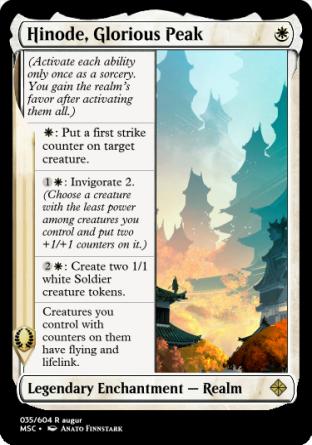 Hinode, Glorious Peak
(Activate each ability
only once as a sorcery.
You gain the realm's
favor after activating
them all.)
: Put a first strike
counter on target
creature.
1 : Invigorate 2.
(Choose a creature
with the least power
among creatures you
control and put two
+1/+1 counters on it.)
2 : Create two 1/1
white Soldier
creature tokens.
Creatures you
control with
counters on them
have flying and
lifelink.
Legendary Enchantment — Realm
035/604 R augur
MSC • Anato Finnstark